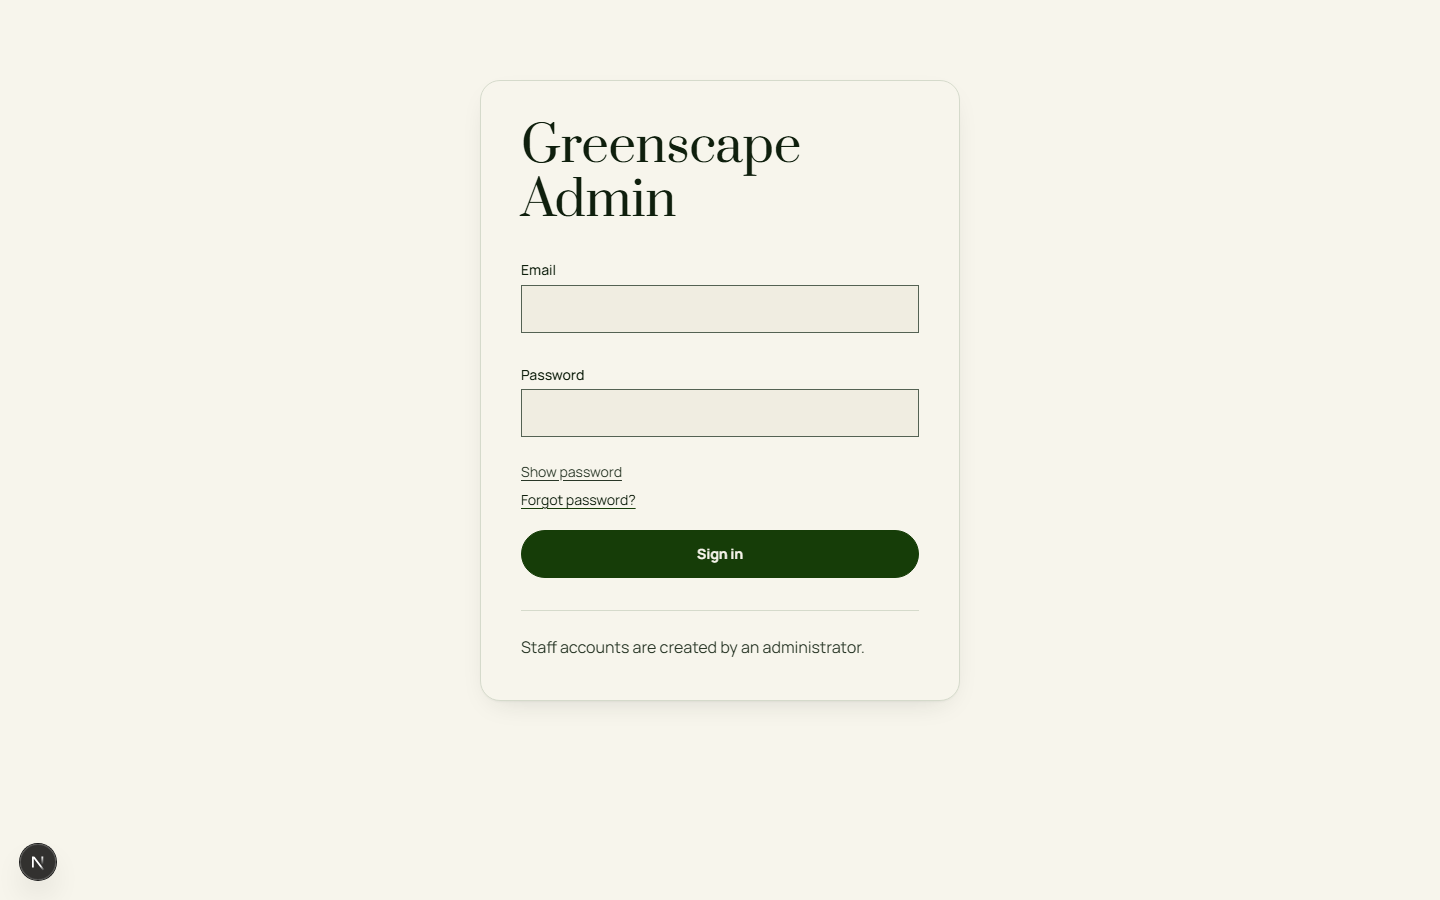 Greenscape
Admin
Email
Password
Show password
Forgot password?
Sign in
Staff accounts are created by an administrator.
N